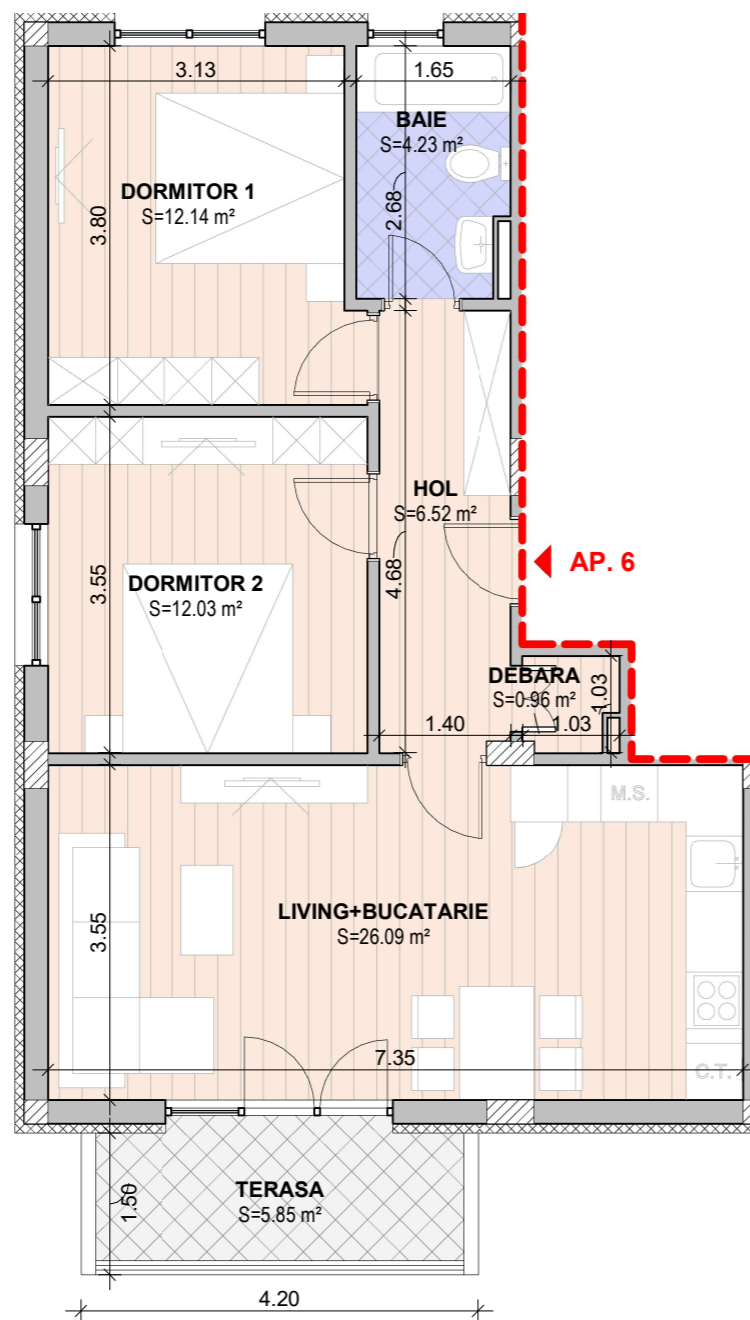 3.13
1.65
BAIE
S=4.23 m²
DORMITOR 1
S=12.14 m²
3.80
2.68
HOL
S=6.52 m²
AP. 6
DORMITOR 2
S=12.03 m²
3.55
4.68
DEBARA
S=0.96 m²
1.03
1.40
1.03
M.S.
LIVING+BUCATARIE
S=26.09 m²
3.55
7.35
C.T.
TERASA
S=5.85 m²
1.50
4.20